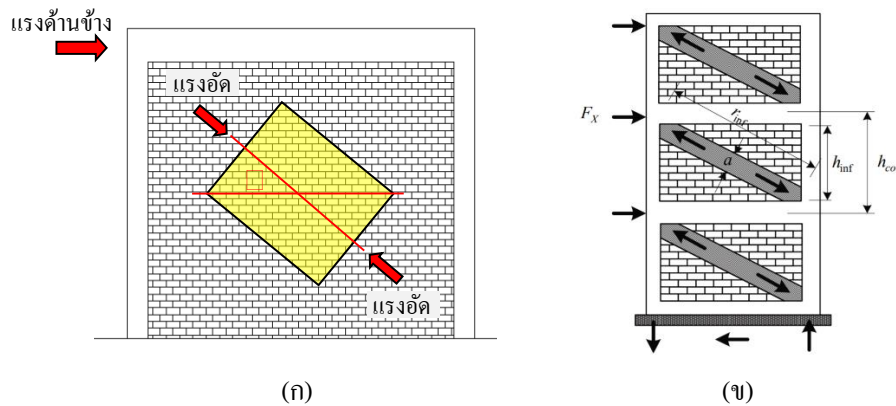 แรงด้านข้าง
แรงอัด
แรงอัด
(ก)
F_X
r_inf
a
h_inf
h_co
(ข)